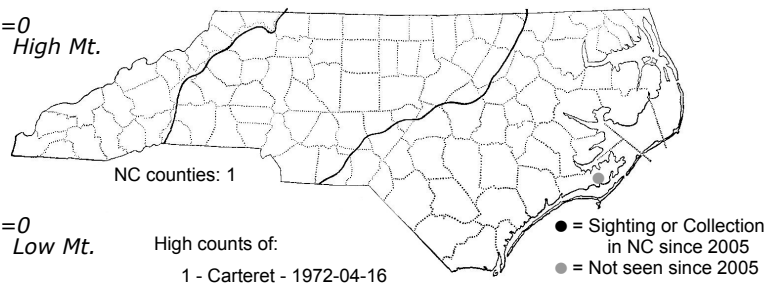 =0
High Mt.
NC counties: 1
=0
Low Mt.
High counts of:
1 - Carteret - 1972-04-16
● = Sighting or Collection
in NC since 2005
● = Not seen since 2005